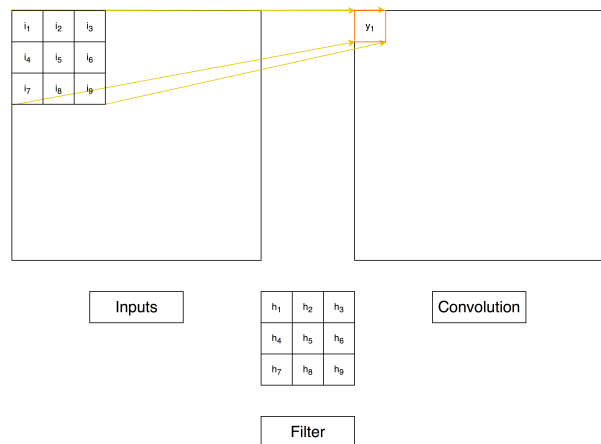 i₁ i₂ i₃ y₁
i₄ i₅ i₆
i₇ i₈ i₉
Inputs
h₁ h₂ h₃
h₄ h₅ h₆
h₇ h₈ h₉
Convolution
Filter